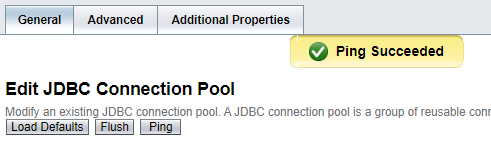 General Advanced Additional Properties
Ping Succeeded
Edit JDBC Connection Pool
Modify an existing JDBC connection pool. A JDBC connection pool is a group of reusable
Load Defaults Flush Ping